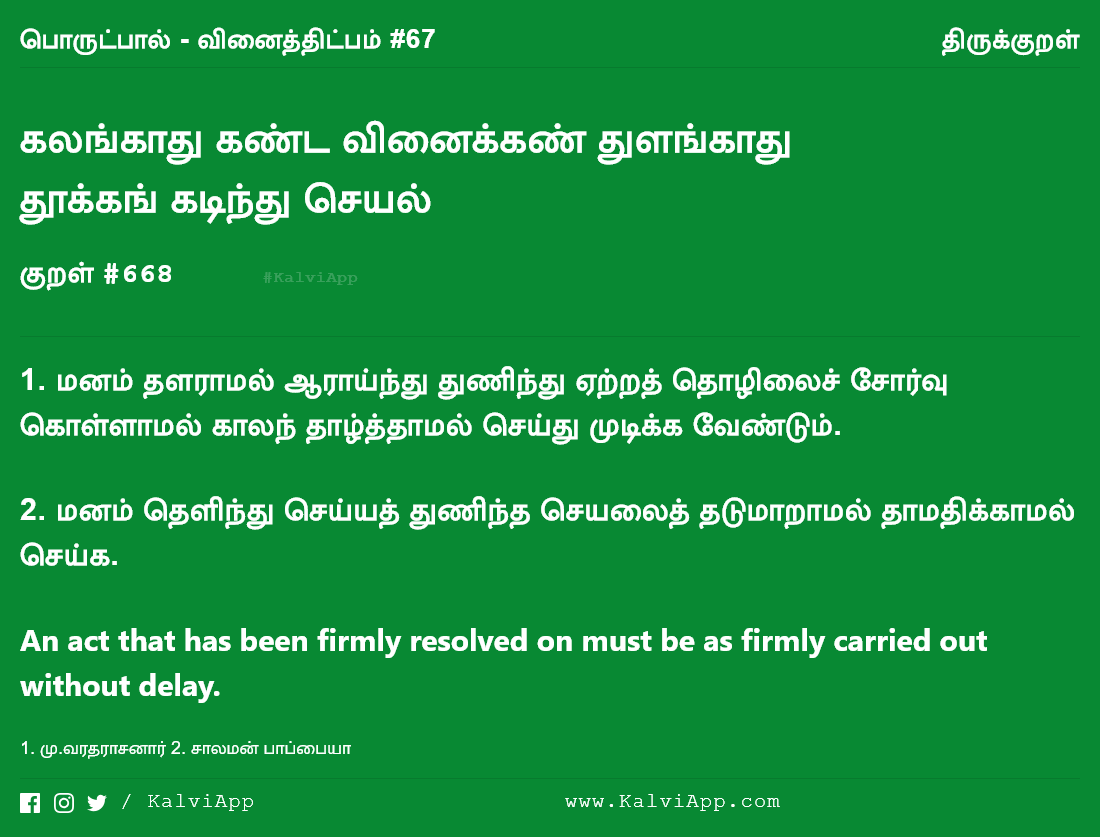 பொருட்பால் - வினைத்திட்பம் #67
திருக்குறள்
கலங்காது கண்ட வினைக்கண் துளங்காது
தூக்கங் கடிந்து செயல்
குறள் #668
#KalviApp
1. மனம் தளராமல் ஆராய்ந்து துணிந்து ஏற்றத் தொழிலைச் சோர்வு
கொள்ளாமல் காலந் தாழ்த்தாமல் செய்து முடிக்க வேண்டும்.
2. மனம் தெளிந்து செய்யத் துணிந்த செயலைத் தடுமாறாமல் தாமதிக்காமல்
செய்க.
An act that has been firmly resolved on must be as firmly carried out
without delay.
1. மு.வரதராசனார் 2. சாலமன் பாப்பையா
/ KalviApp
www.KalviApp.com